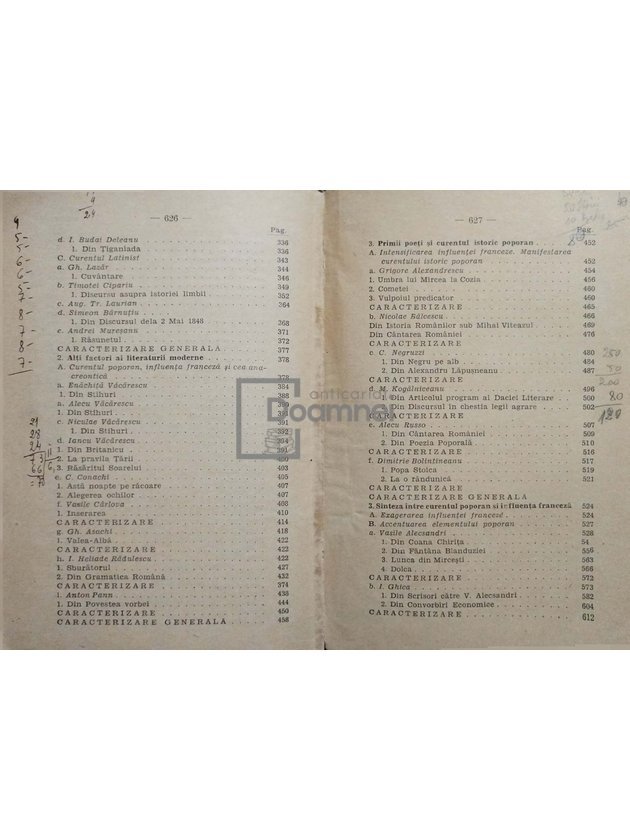 — 626 —
Pag.
d. I. Budai Deleanu 336
1. Din Țiganiada 336
C. Curentul Latinist 343
a. Gh. Lazăr 344
1. Cuvântare 346
b. Timotei Cipariu 349
1. Discursu asupra istoriei limbii 352
c. Aug. Tr. Laurian 364
d. Simeon Bărnuțiu
1. Din Discursul dela 2 Mai 1848 368
e. Andrei Mureșanu 371
1. Răsunetul 372
CARACTERIZARE GENERALĂ 377
2. Alți factori ai literaturii moderne 378
A. Curentul poporan, influența franceză și cea ana-
creontică 378
a. Enăchiță Văcărescu 384
1. Din Stihuri 388
a. Alecu Văcărescu 390
1. Din Stihuri 391
c. Niculae Văcărescu 391
1. Din Stihuri 392
d. Iancu Văcărescu 394
1. Din Britanicu
2. La pravila Țării
3. Răsăritul Soarelui 403
e. C. Conachi 405
1. Astă noapte pe răcoare 407
2. Alegerea ochilor 407
f. Vasile Cârlova 408
1. Inserarea 410
CARACTERIZARE 414
g. Gh. Asachi 418
1. Valea-Albă 422
CARACTERIZARE 422
h. I. Heliade Rădulescu 422
1. Sburătorul 427
2. Din Gramatica Română 432
CARACTERIZARE 374
i. Anton Pann 438
1. Din Povestea vorbei 444
CARACTERIZARE 450
CARACTERIZARE GENERALĂ 458
— 627 —
Pag.
3. Primii poeți și curentul istoric poporan 452
A. Intensificarea influenței franceze. Manifestarea
curentului istoric poporan 452
a. Grigore Alexandrescu 454
1. Umbra lui Mircea la Cozia 457
2. Cometei 460
3. Vulpoiul predicator 460
CARACTERIZARE 465
b. Nicolae Bălcescu 466
Din Istoria Românilor sub Mihai Viteazul 469
Din Cântarea României 476
CARACTERIZARE
c C. Negruzzi 480
1. Din Negru pe alb 484
2. Din Alexandru Lăpușneanu 487
CARACTERIZARE
d. M. Kogălniceanu 496
1. Din Articolul program al Daciei Literare
2. Din Discursul în chestia legii agrare 502
CARACTERIZARE
e. Alecu Russo 507
1. Din Cântarea României 509
2. Din Poezia Poporală 510
CARACTERIZARE 516
f. Dimitrie Bolintineanu 517
1. Popa Stoica 519
2. La o rândunică 521
CARACTERIZARE
CARACTERIZARE GENERALĂ
3. Sinteza intre curentul poporan și influența franceză 524
A. Exagerarea influenței franceze 524
B. Accentuarea elementului poporan 527
a. Vasile Alecsandri 528
1. Din Coana Chirița 54
2. Din Fântâna Blanduziei 556
3. Lunca din Mircești 563
4. Dolca 566
CARACTERIZARE 572
b. I. Ghica 573
1. Din Scrisori către V. Alecsandri 582
2. Din Convorbiri Economice 604
CARACTERIZARE 612
anticariat
Doamnei